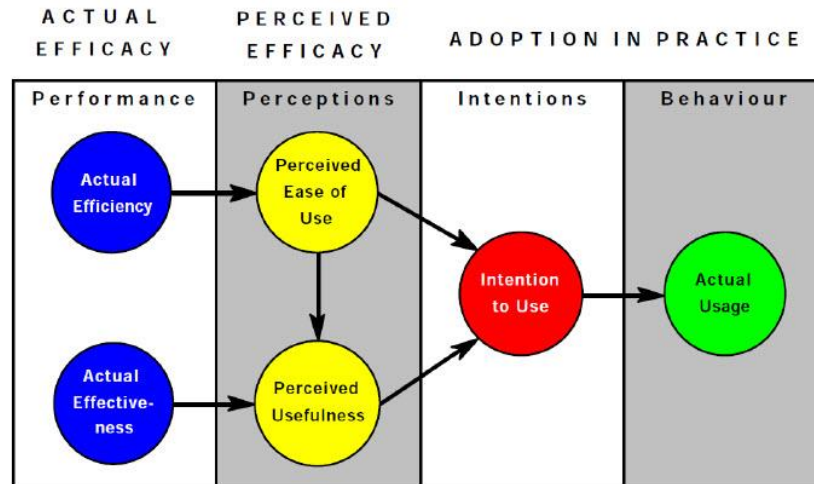 ACTUAL
EFFICACY
PERCEIVED
EFFICACY
ADOPTION IN PRACTICE
Performance
Perceptions
Intentions
Behaviour
Actual
Efficiency
Perceived
Ease of
Use
Intention
to Use
Actual
Usage
Actual
Effective-
ness
Perceived
Usefulness